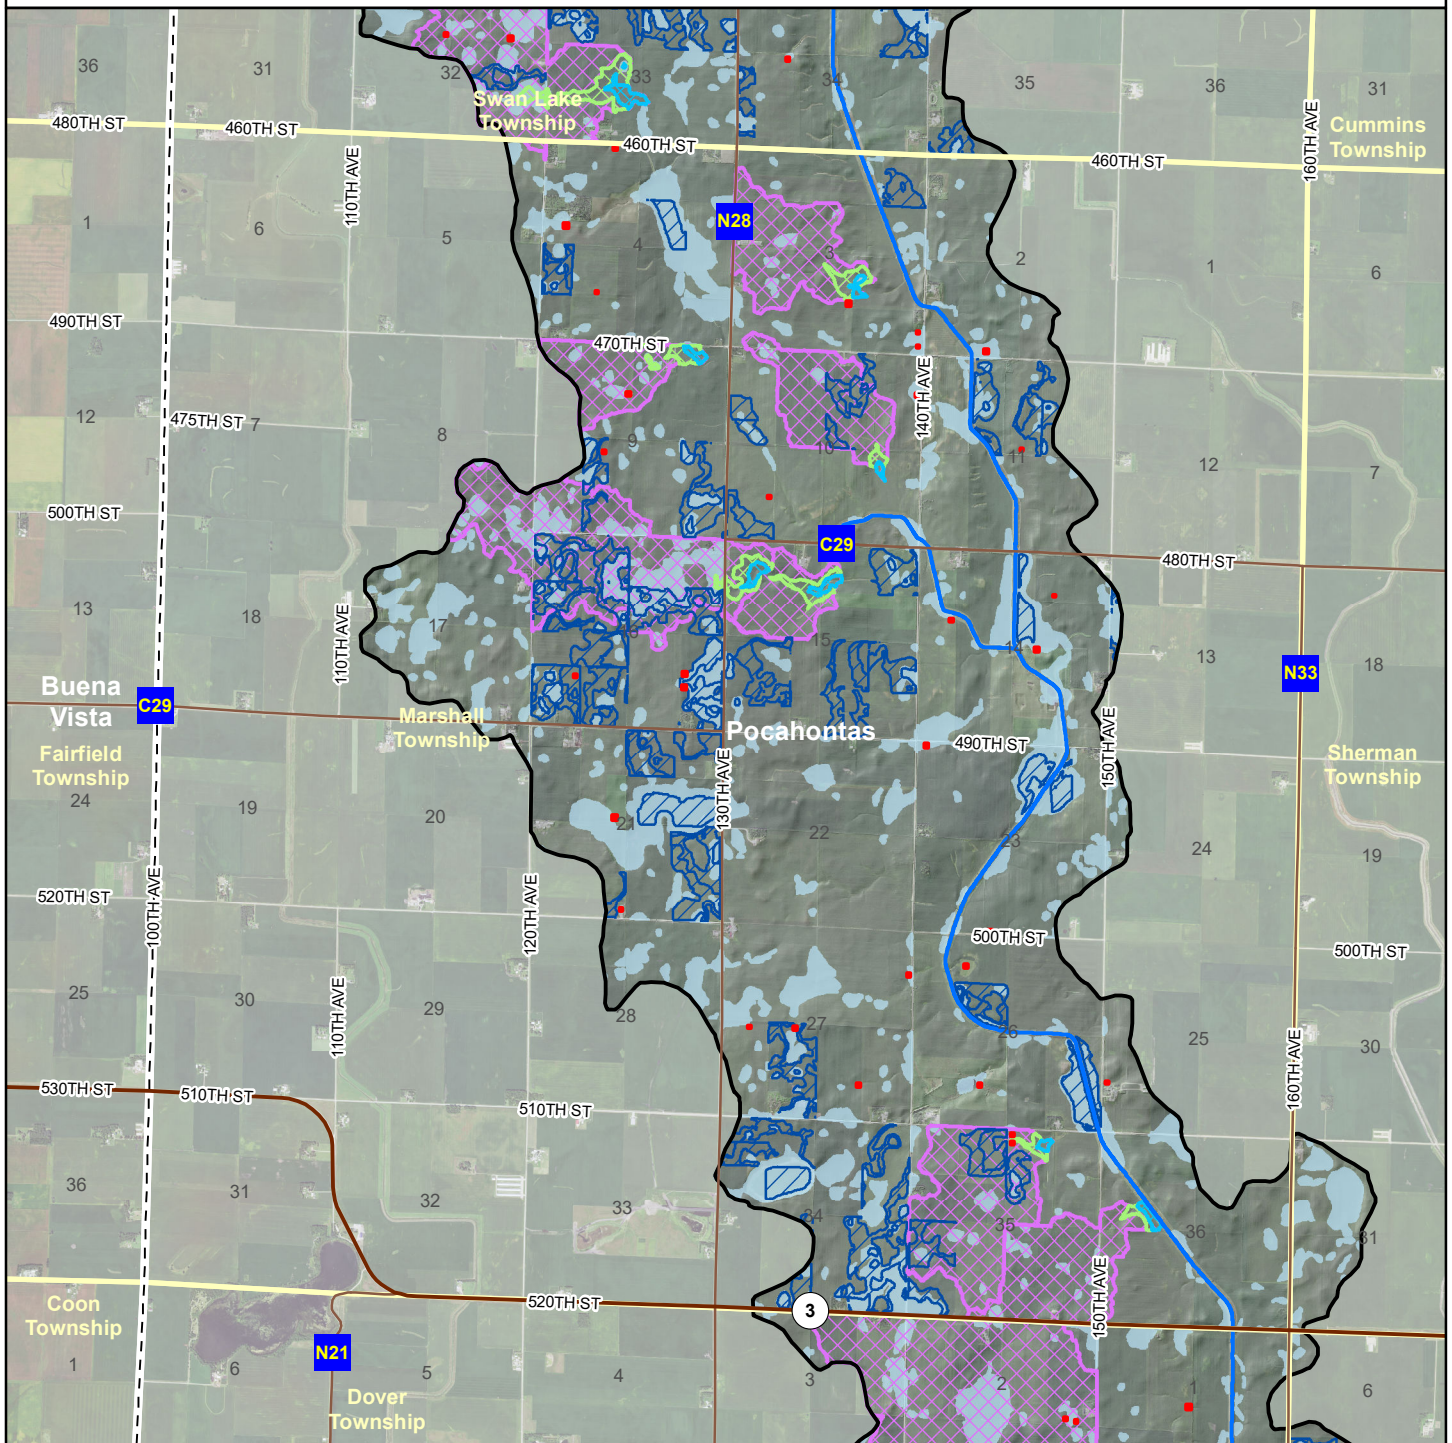 36
31
32
33
34
35
36
31
Swan Lake
Township
Cummins
Township
480TH ST
460TH ST
460TH ST
460TH ST
160TH AVE
110TH AVE
1
6
5
4
N28
3
2
1
6
490TH ST
470TH ST
140TH AVE
12
475TH ST
7
8
9
10
11
12
7
500TH ST
C29
480TH ST
13
18
110TH AVE
17
16
15
14
13
18
N33
Buena
Vista
C29
Marshall
Township
Pocahontas
490TH ST
150TH AVE
Fairfield
Township
Sherman
Township
130TH AVE
24
19
20
21
22
23
24
19
520TH ST
100TH AVE
120TH AVE
500TH ST
500TH ST
25
30
110TH AVE
29
28
27
26
25
30
160TH AVE
530TH ST
510TH ST
510TH ST
36
31
32
33
34
35
36
31
150TH AVE
Coon
Township
520TH ST
3
N21
1
6
5
4
3
2
1
6
Dover
Township